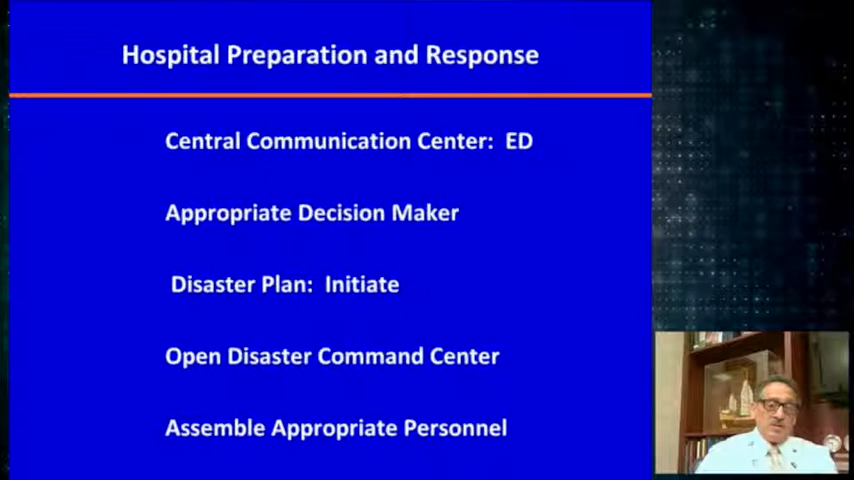 Hospital Preparation and Response
Central Communication Center: ED
Appropriate Decision Maker
Disaster Plan: Initiate
Open Disaster Command Center
Assemble Appropriate Personnel